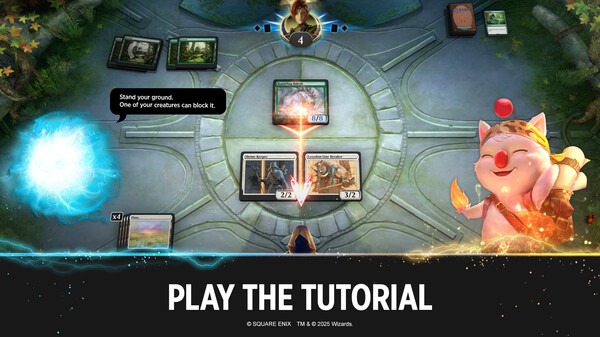 4
Stand your ground.
One of your creatures can block it.
8/8
2/2
3/2
x4
PLAY THE TUTORIAL
© SQUARE ENIX TM & © 2025 Wizards.